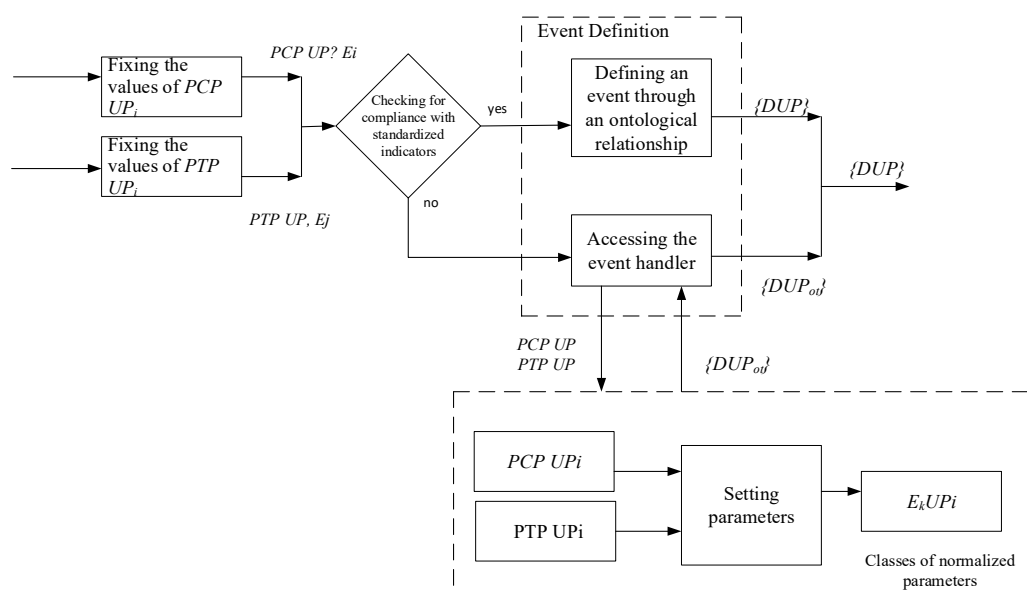 Event Definition
PCP UP? Ei
Fixing the
values of PCP
UPi
Checking for
compliance with
standardized
indicators
yes
Defining an
event through
an ontological
relationship
{DUP}
{DUP}
Fixing the
values of PTP
UPi
PTP UP, Ej
no
Accessing the
event handler
PCP UP
PTP UP
PCP UPi
Setting
parameters
PTP UPi
EkUPi
Classes of normalized
parameters